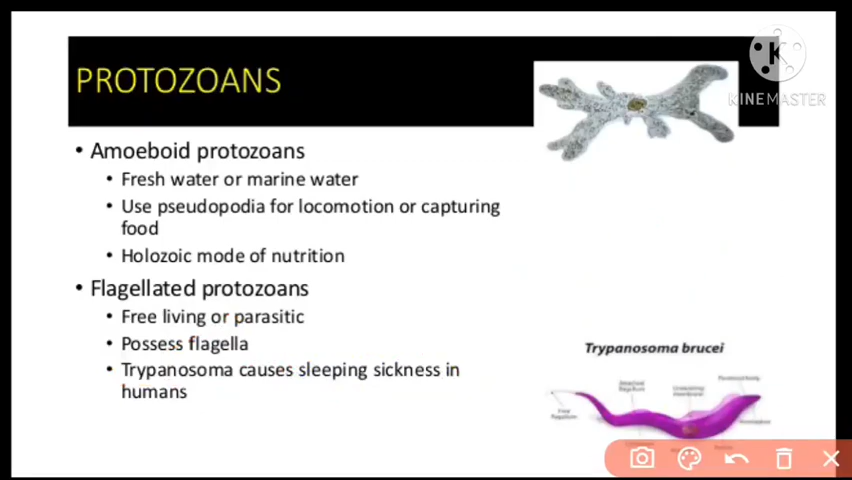 PROTOZOANS
K
KINEMASTER
• Amoeboid protozoans
• Fresh water or marine water
• Use pseudopodia for locomotion or capturing
food
• Holozoic mode of nutrition
• Flagellated protozoans
• Free living or parasitic
• Possess flagella
• Trypanosoma causes sleeping sickness in
humans
Trypanosoma brucei